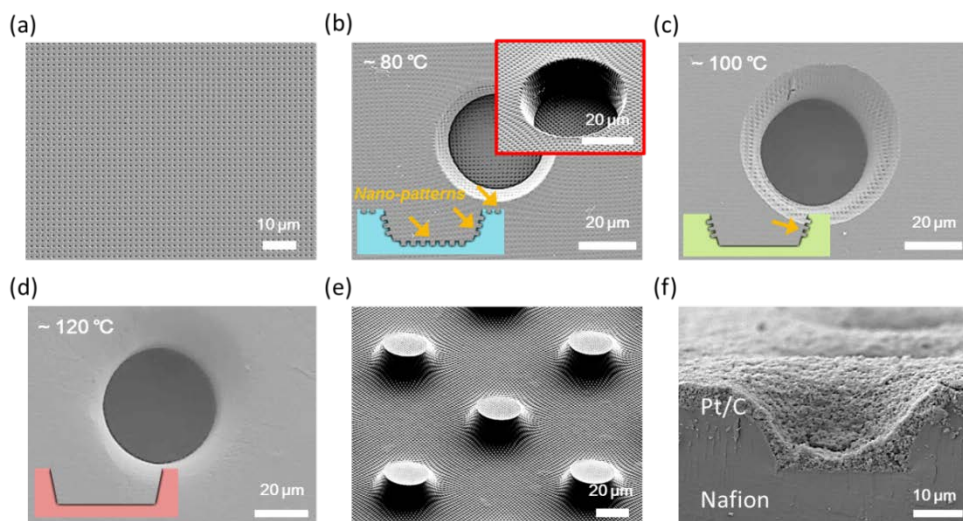 (a)
10 μm
(b)
~ 80 ℃
20 μm
Nano-patterns
20 μm
(c)
~ 100 ℃
20 μm
(d)
~ 120 ℃
20 μm
(e)
20 μm
(f)
Pt/C
Nafion
10 μm